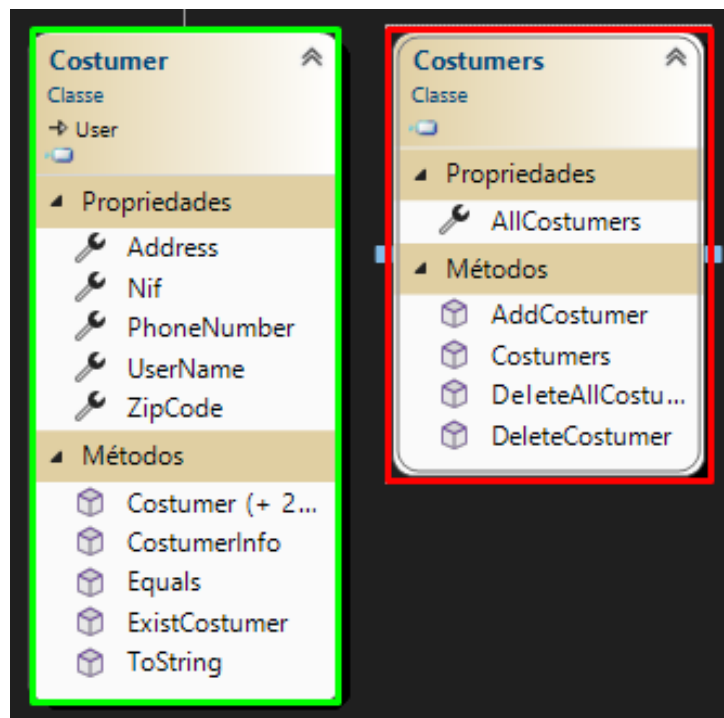 Costumer
Classe
User
Propriedades
Address
Nif
PhoneNumber
UserName
ZipCode
Métodos
Costumer (+ 2...
CostumerInfo
Equals
ExistCostumer
ToString
Costumers
Classe
Propriedades
AllCostumers
Métodos
AddCostumer
Costumers
DeleteAllCostu...
DeleteCostumer